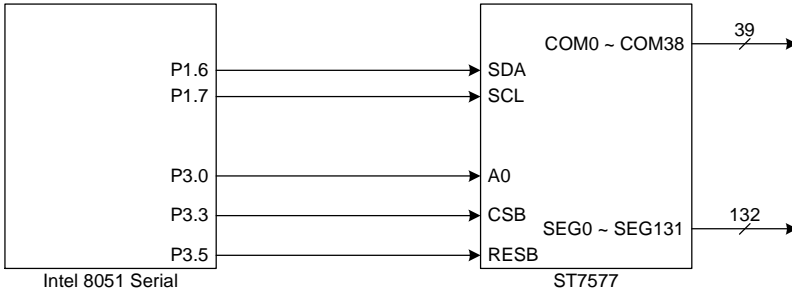 COM0 ~ COM38
39
P1.6
SDA
P1.7
SCL
P3.0
A0
P3.3
CSB
SEG0 ~ SEG131
132
P3.5
RESB
Intel 8051 Serial
ST7577